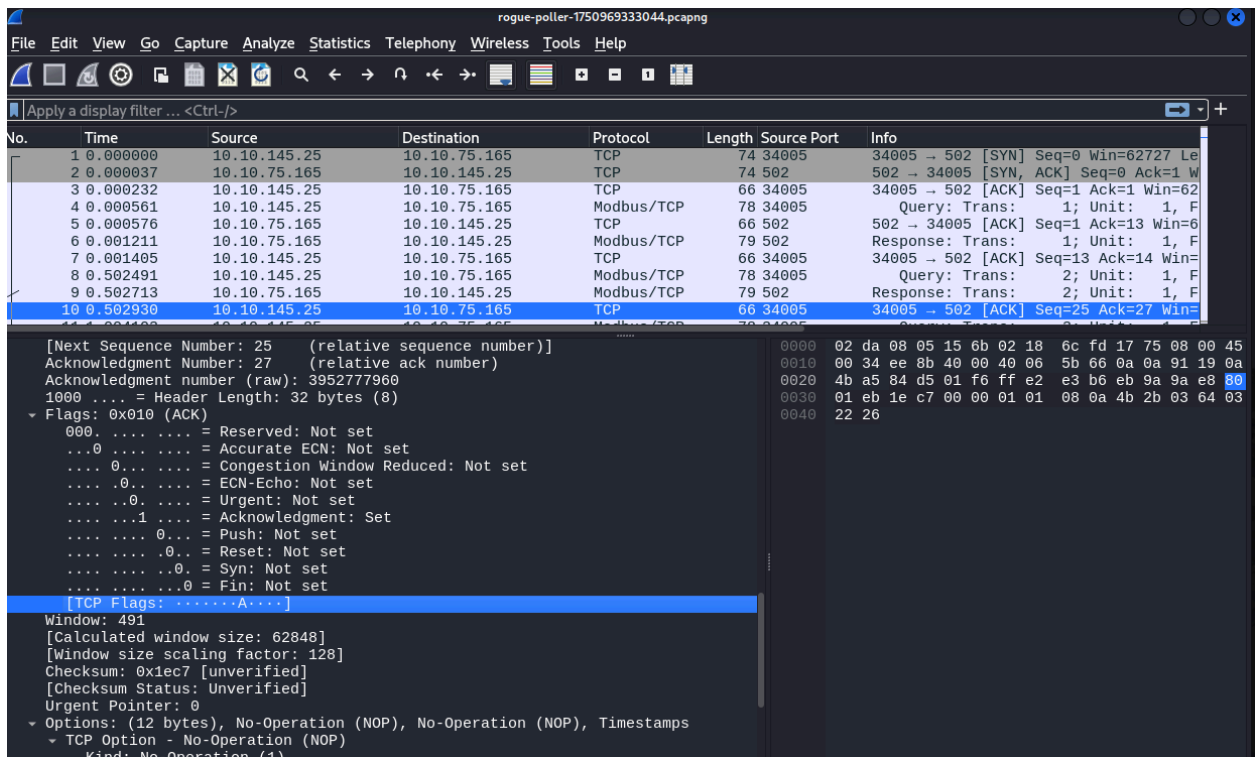 rogue-poller-1750969333044.pcapng
File Edit View Go Capture Analyze Statistics Telephony Wireless Tools Help
Apply a display filter ... <Ctrl-/>
No. Time Source Destination Protocol Length Source Port Info
1 0.000000 10.10.145.25 10.10.75.165 TCP 74 34005 34005 → 502 [SYN] Seq=0 Win=62727 Le
2 0.000037 10.10.75.165 10.10.145.25 TCP 74 502 502 → 34005 [SYN, ACK] Seq=0 Ack=1 W
3 0.000232 10.10.145.25 10.10.75.165 TCP 66 34005 34005 → 502 [ACK] Seq=1 Ack=1 Win=62
4 0.000561 10.10.145.25 10.10.75.165 Modbus/TCP 78 34005 Query: Trans: 1; Unit: 1, F
5 0.000576 10.10.75.165 10.10.145.25 TCP 66 502 502 → 34005 [ACK] Seq=1 Ack=13 Win=6
6 0.001211 10.10.75.165 10.10.145.25 Modbus/TCP 79 502 Response: Trans: 1; Unit: 1, F
7 0.001405 10.10.145.25 10.10.75.165 TCP 66 34005 34005 → 502 [ACK] Seq=13 Ack=14 Win=
8 0.502491 10.10.145.25 10.10.75.165 Modbus/TCP 78 34005 Query: Trans: 2; Unit: 1, F
9 0.502713 10.10.75.165 10.10.145.25 Modbus/TCP 79 502 Response: Trans: 2; Unit: 1, F
10 0.502930 10.10.145.25 10.10.75.165 TCP 66 34005 34005 → 502 [ACK] Seq=25 Ack=27 Win=
[Next Sequence Number: 25 (relative sequence number)]
Acknowledgment Number: 27 (relative ack number)
Acknowledgment number (raw): 3952777960
1000 .... = Header Length: 32 bytes (8)
Flags: 0x010 (ACK)
000. .... .... = Reserved: Not set
...0 .... .... = Accurate ECN: Not set
.... 0... .... = Congestion Window Reduced: Not set
.... .0.. .... = ECN-Echo: Not set
.... ..0. .... = Urgent: Not set
.... ...1 .... = Acknowledgment: Set
.... .... 0... = Push: Not set
.... .... .0.. = Reset: Not set
.... .... ..0. = Syn: Not set
.... .... ...0 = Fin: Not set
[TCP Flags: ·······A····]
Window: 491
[Calculated window size: 62848]
[Window size scaling factor: 128]
Checksum: 0x1ec7 [unverified]
[Checksum Status: Unverified]
Urgent Pointer: 0
Options: (12 bytes), No-Operation (NOP), No-Operation (NOP), Timestamps
TCP Option - No-Operation (NOP)
Kind: No-Operation (1)
0000 02 da 08 05 15 6b 02 18 6c fd 17 75 08 00 45
0010 00 34 ee 8b 40 00 40 06 5b 66 0a 0a 91 19 0a
0020 4b a5 84 d5 01 f6 ff e2 e3 b6 eb 9a 9a e8 80
0030 01 eb 1e c7 00 00 01 01 08 0a 4b 2b 03 64 03
0040 22 26